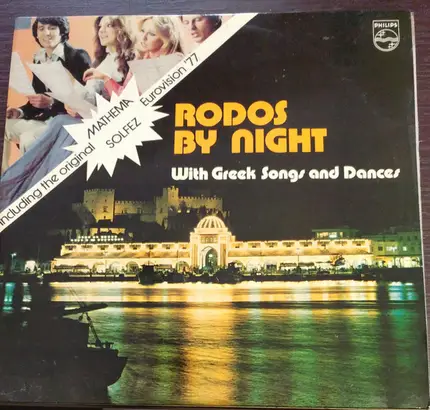 PHILIPS
including the original
MATHEMA
SOLFEZ
Eurovision '77
RODOS
BY NIGHT
With Greek Songs and Dances